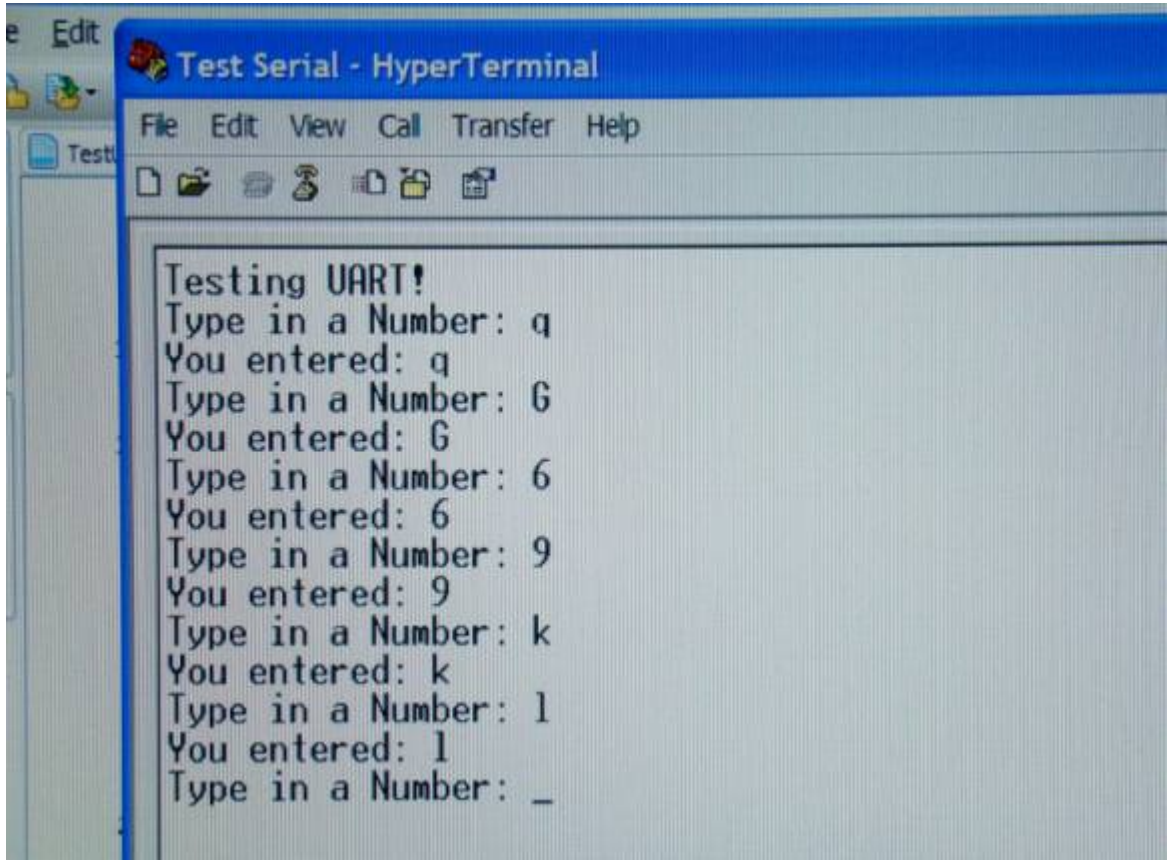 e Edit
Test Serial - HyperTerminal
File Edit View Call Transfer Help
Test
Testing UART!
Type in a Number: q
You entered: q
Type in a Number: G
You entered: G
Type in a Number: 6
You entered: 6
Type in a Number: 9
You entered: 9
Type in a Number: k
You entered: k
Type in a Number: l
You entered: l
Type in a Number: _